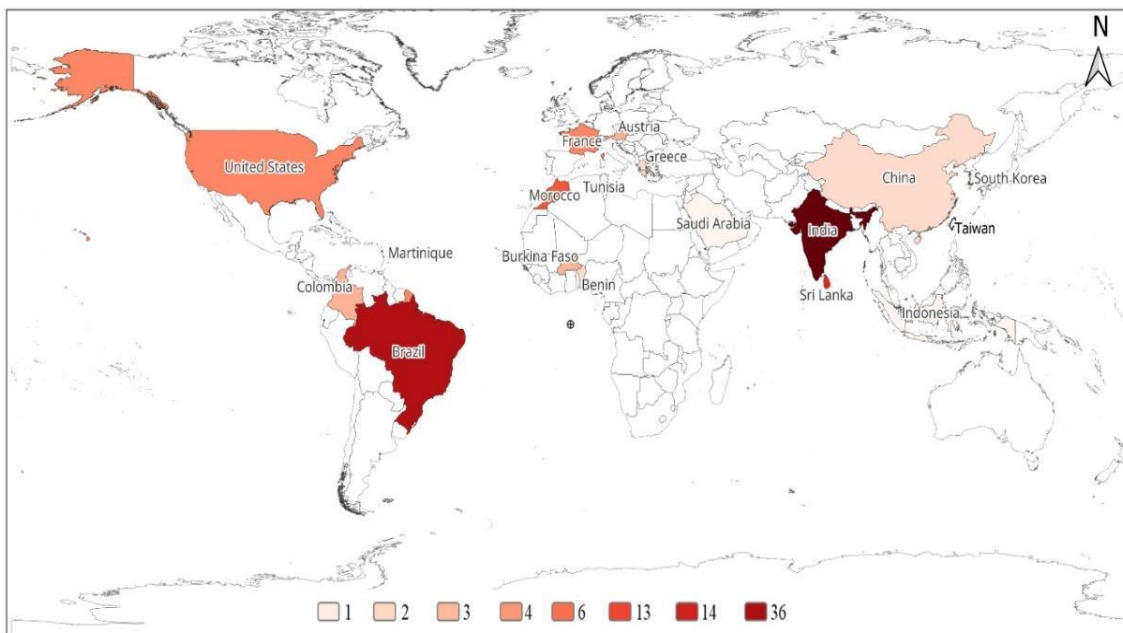 N
United States
France
Austria
Greece
Morocco
Tunisia
China
South Korea
Saudi Arabia
India
Taiwan
Martinique
Burkina Faso
Benin
Colombia
Sri Lanka
Indonesia
Brazil
1 2 3 4 6 13 14 36